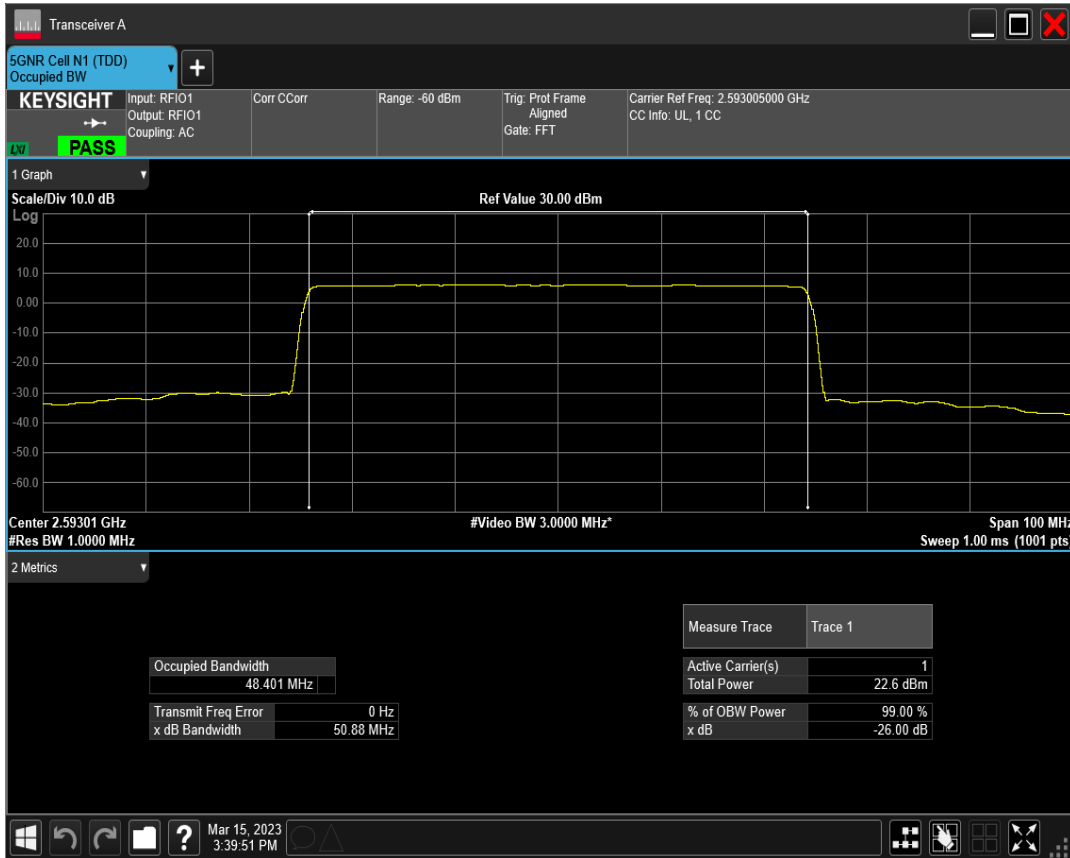 Transceiver A
5GNR Cell N1 (TDD)
Occupied BW
+
KEYSIGHT
LXI
PASS
Input: RFIO1
Output: RFIO1
Coupling: AC
Corr CCorr
Range: -60 dBm
Trig: Prot Frame
Aligned
Gate: FFT
Carrier Ref Freq: 2.593005000 GHz
CC Info: UL, 1 CC
1 Graph
Scale/Div 10.0 dB
Ref Value 30.00 dBm
Log
20.0
10.0
0.00
-10.0
-20.0
-30.0
-40.0
-50.0
-60.0
Center 2.59301 GHz
#Video BW 3.0000 MHz*
Span 100 MHz
#Res BW 1.0000 MHz
Sweep 1.00 ms (1001 pts)
2 Metrics
Measure Trace Trace 1
Occupied Bandwidth
48.401 MHz
Active Carrier(s) 1
Total Power 22.6 dBm
Transmit Freq Error 0 Hz
x dB Bandwidth 50.88 MHz
% of OBW Power 99.00 %
x dB -26.00 dB
?
Mar 15, 2023
3:39:51 PM